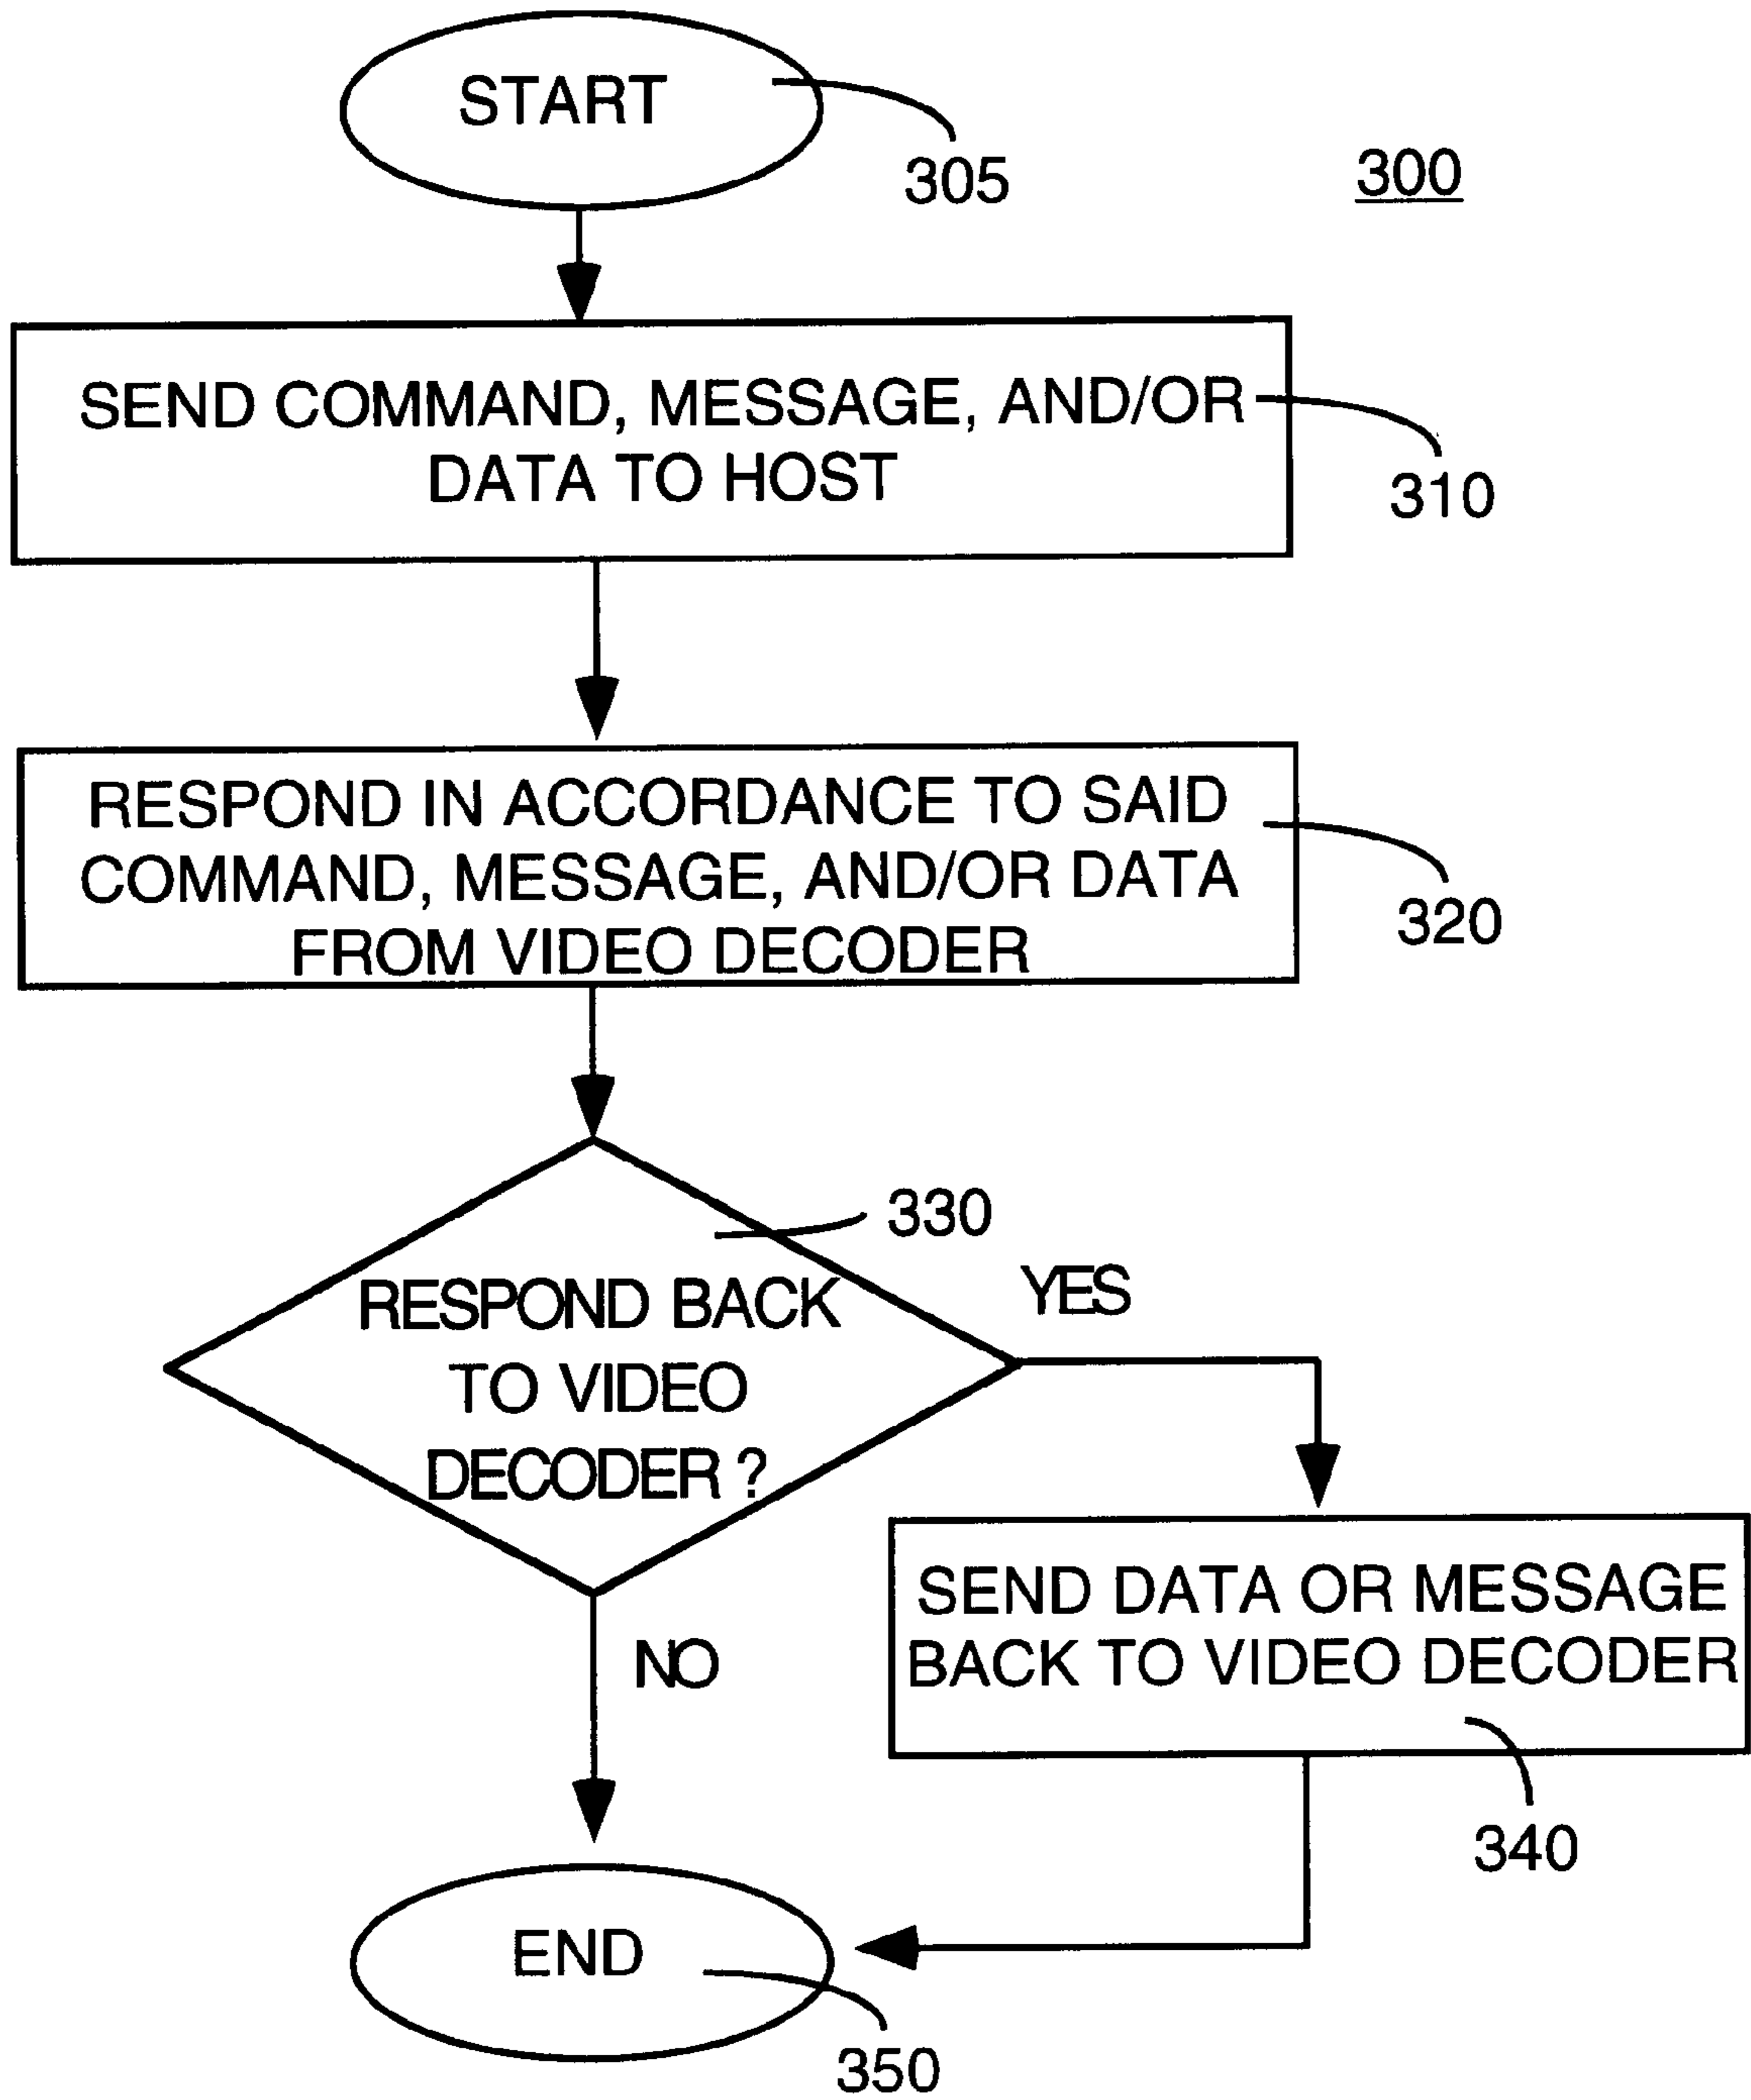 START
305
300
SEND COMMAND, MESSAGE, AND/OR
DATA TO HOST
310
RESPOND IN ACCORDANCE TO SAID
COMMAND, MESSAGE, AND/OR DATA
FROM VIDEO DECODER
320
330
RESPOND BACK
TO VIDEO
DECODER ?
YES
NO
SEND DATA OR MESSAGE
BACK TO VIDEO DECODER
340
END
350